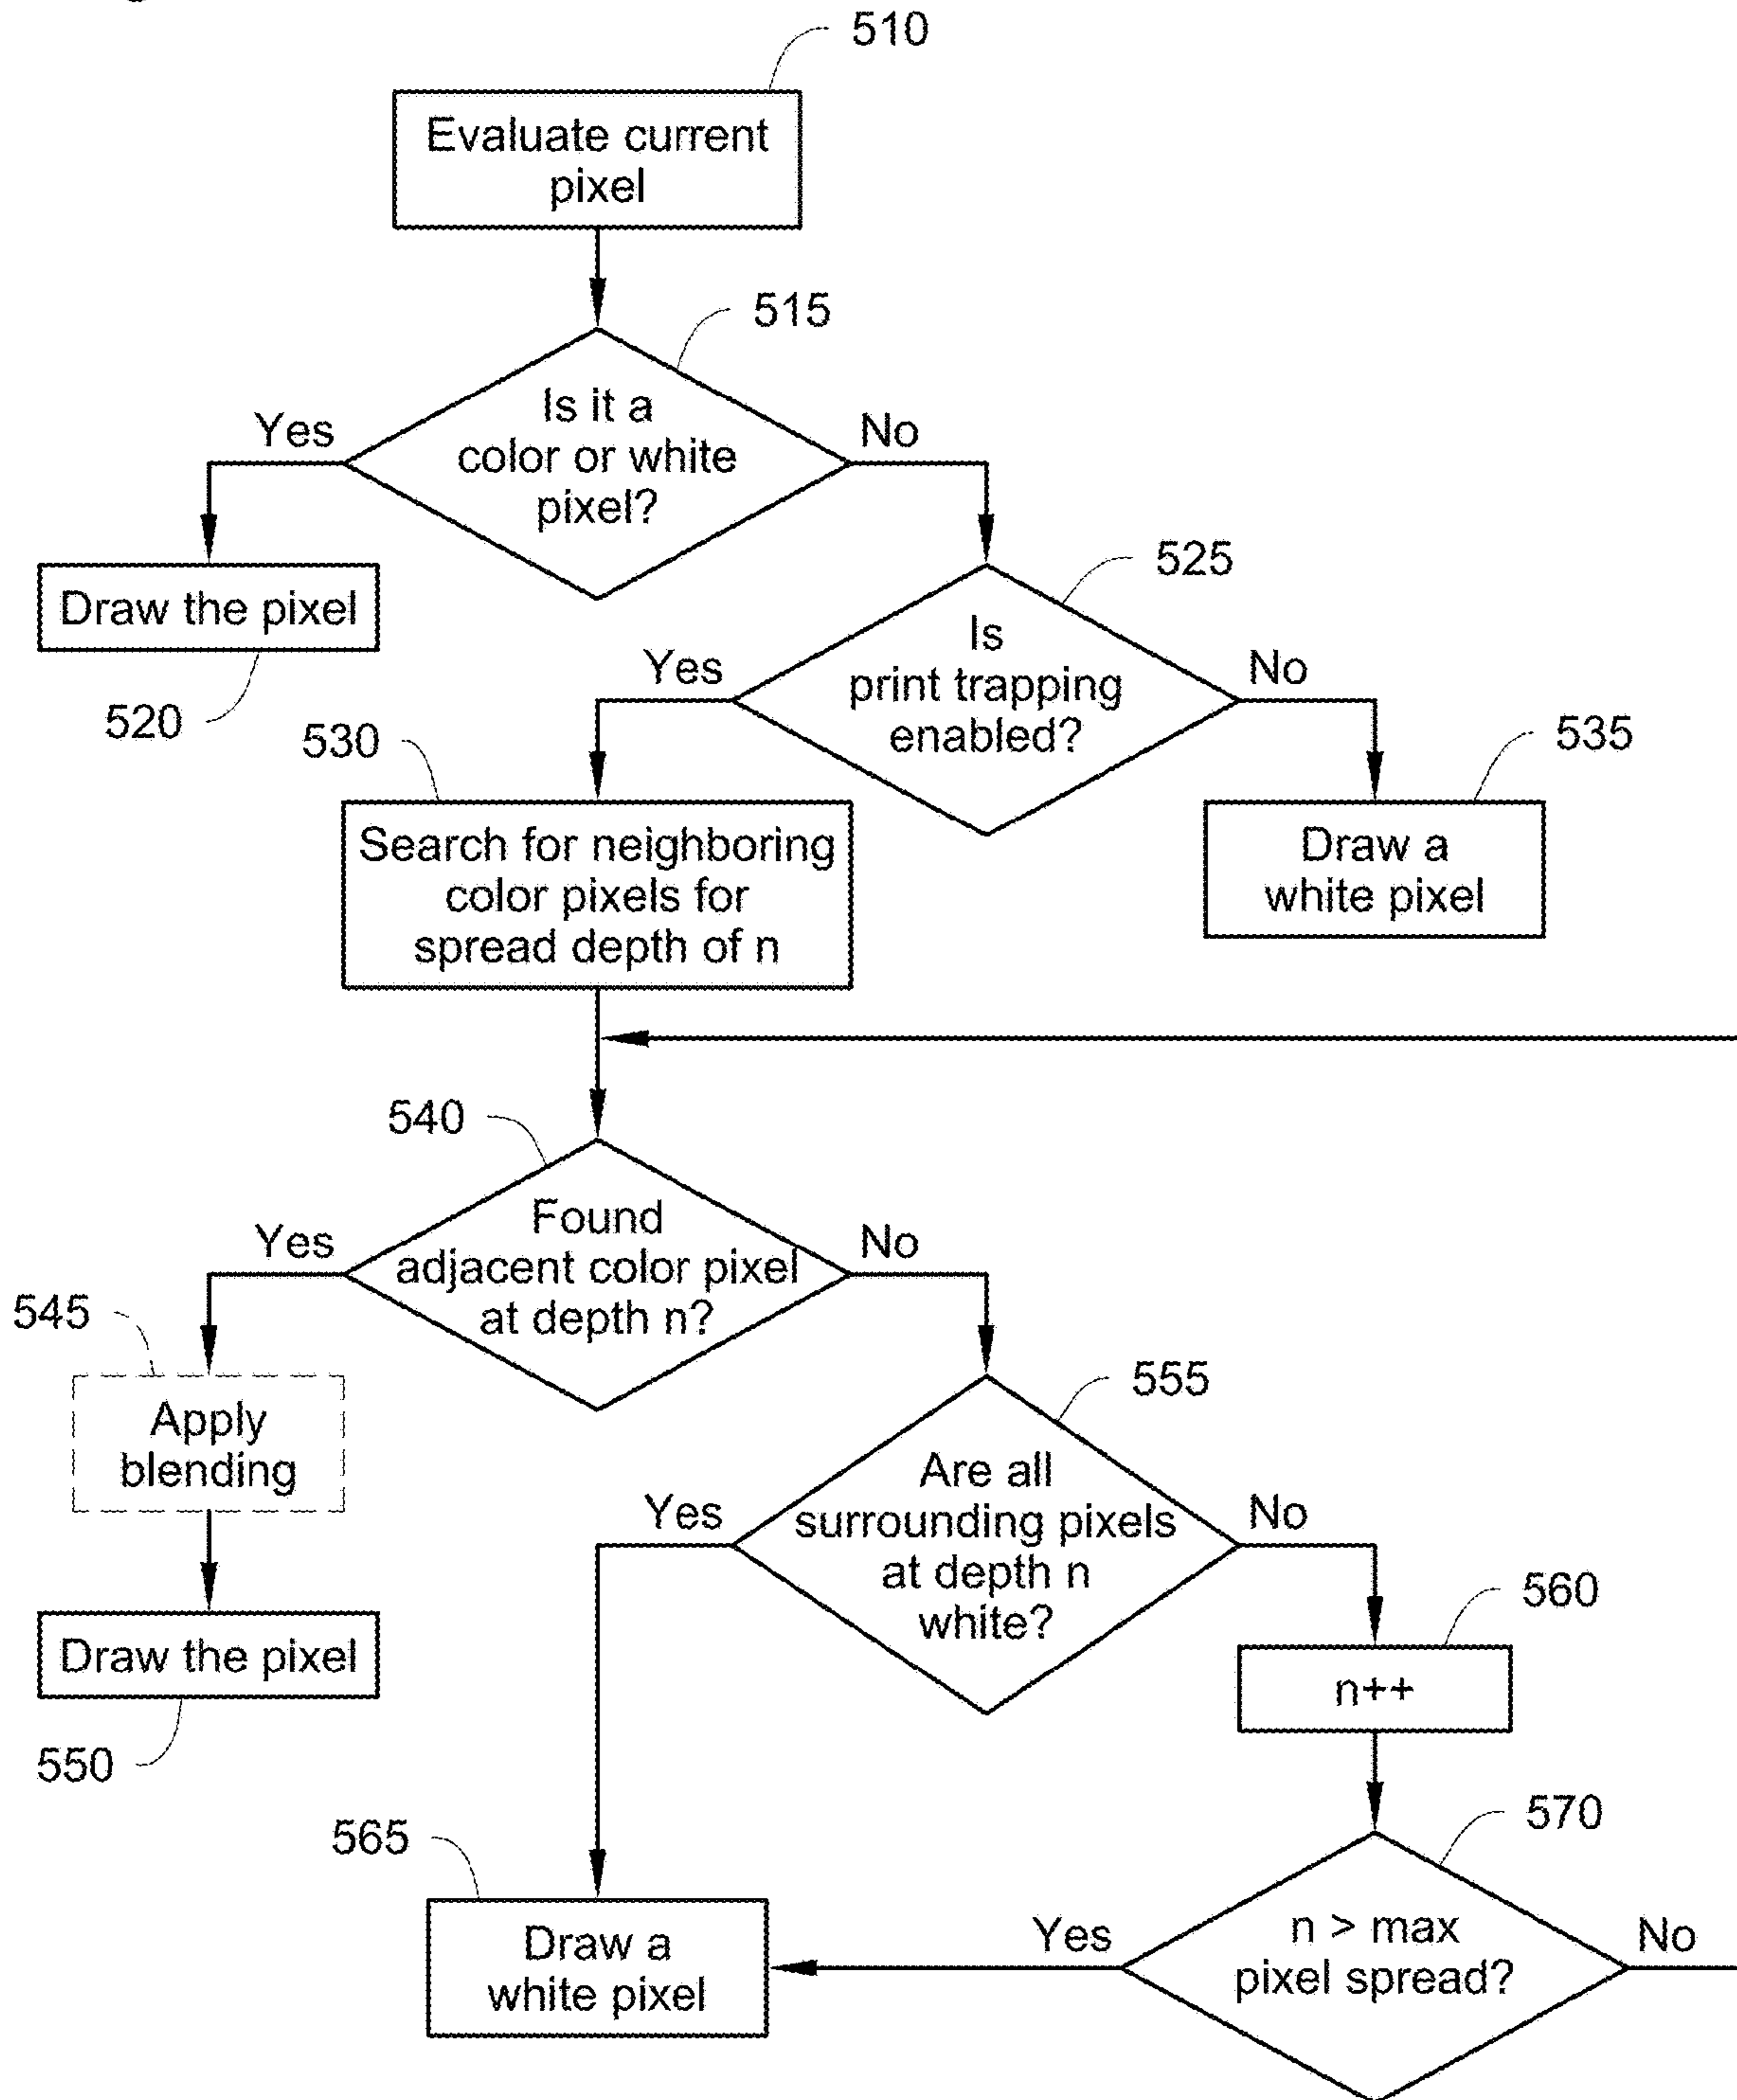 510
Evaluate current
pixel
515
Is it a
color or white
pixel?
Yes
No
Draw the pixel
520
525
Is
print trapping
enabled?
Yes
No
530
Search for neighboring
color pixels for
spread depth of n
535
Draw a
white pixel
540
Found
adjacent color pixel
at depth n?
Yes
No
545
Apply
blending
Draw the pixel
550
555
Are all
surrounding pixels
at depth n
white?
Yes
No
560
n++
565
Draw a
white pixel
570
n > max
pixel spread?
Yes
No